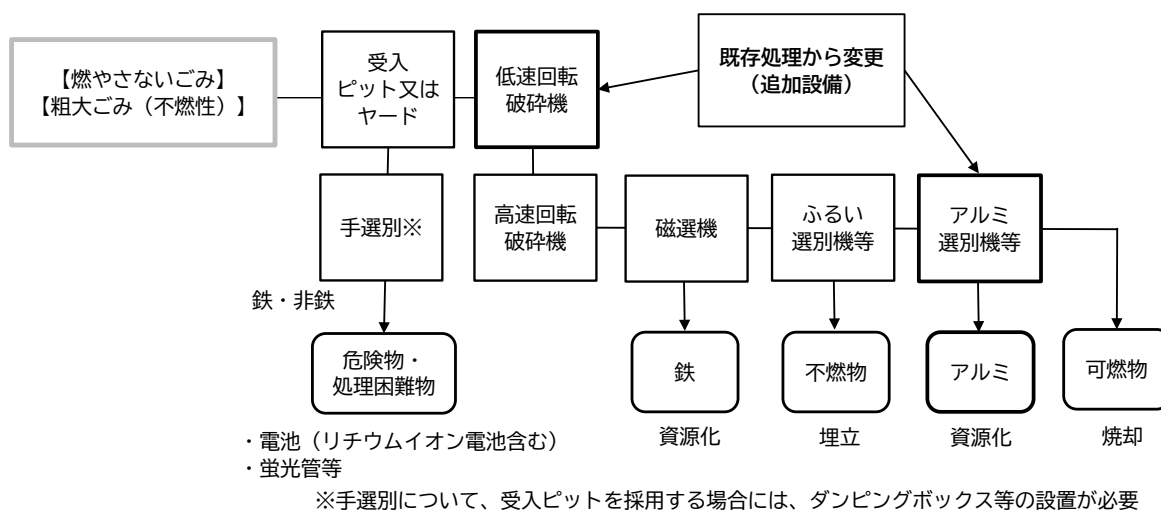 【燃やさないごみ】
【粗大ごみ（不燃性）】
受入
ピット又は
ヤード
低速回転
破砕機
既存処理から変更
（追加設備）
手選別※
高速回転
破砕機
磁選機
ふるい
選別機等
アルミ
選別機等
鉄・非鉄
危険物・
処理困難物
鉄
不燃物
アルミ
可燃物
・電池（リチウムイオン電池含む）
・蛍光管等
資源化
埋立
資源化
焼却
※手選別について、受入ピットを採用する場合には、ダンピングボックス等の設置が必要